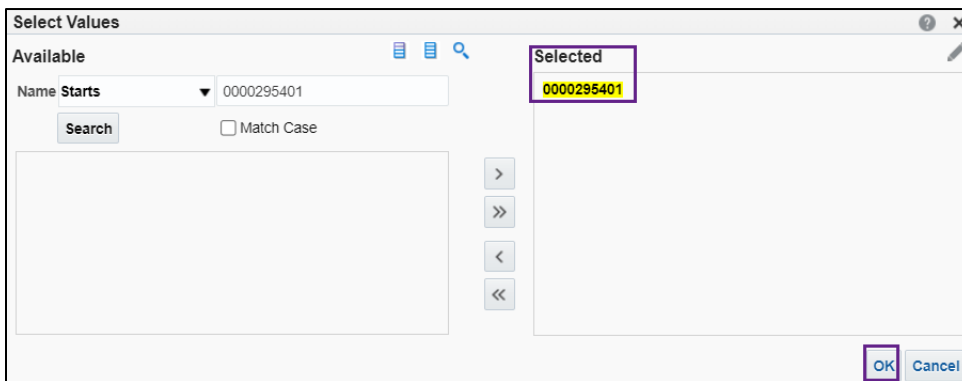 Select Values
Available
Selected
Name Starts 0000295401
0000295401
Search Match Case
>
>>
<
<<
OK Cancel